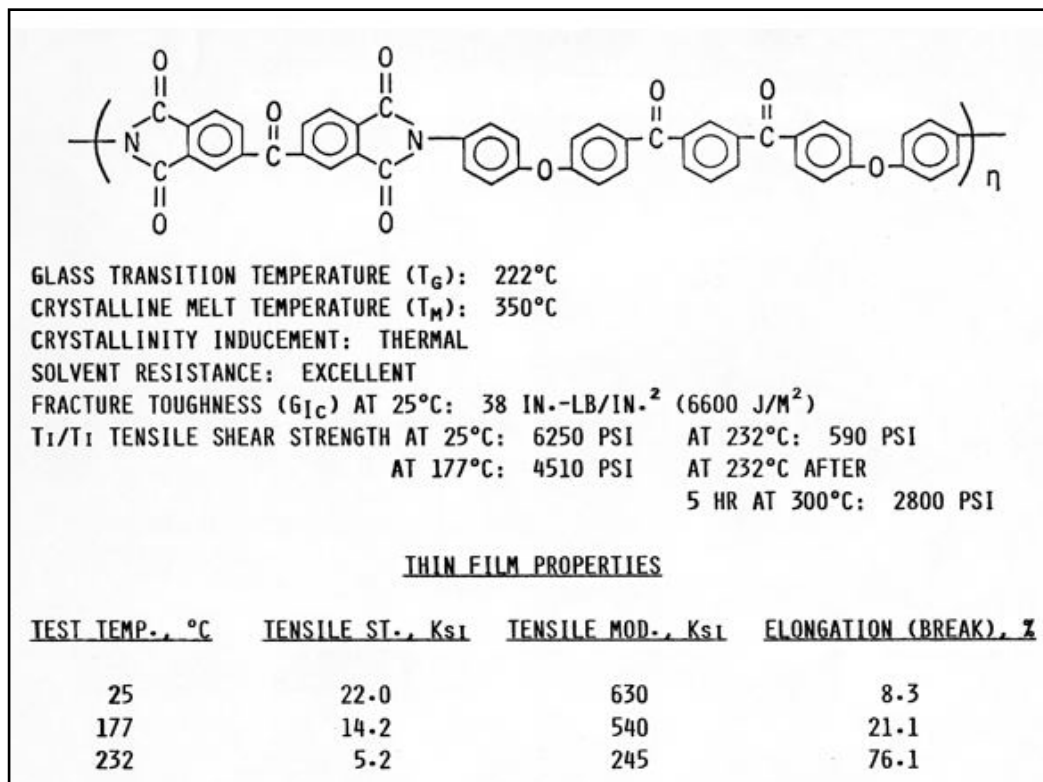 O O O O O O
N C C C C C N O C C O
O O
η
GLASS TRANSITION TEMPERATURE (TG): 222°C
CRYSTALLINE MELT TEMPERATURE (TM): 350°C
CRYSTALLINITY INDUCEMENT: THERMAL
SOLVENT RESISTANCE: EXCELLENT
FRACTURE TOUGHNESS (GIC) AT 25°C: 38 IN.-LB/IN.² (6600 J/M²)
TI/TI TENSILE SHEAR STRENGTH AT 25°C: 6250 PSI AT 232°C: 590 PSI
AT 177°C: 4510 PSI AT 232°C AFTER
5 HR AT 300°C: 2800 PSI
THIN FILM PROPERTIES
TEST TEMP., °C TENSILE ST., KSI TENSILE MOD., KSI ELONGATION (BREAK), %
25 22.0 630 8.3
177 14.2 540 21.1
232 5.2 245 76.1